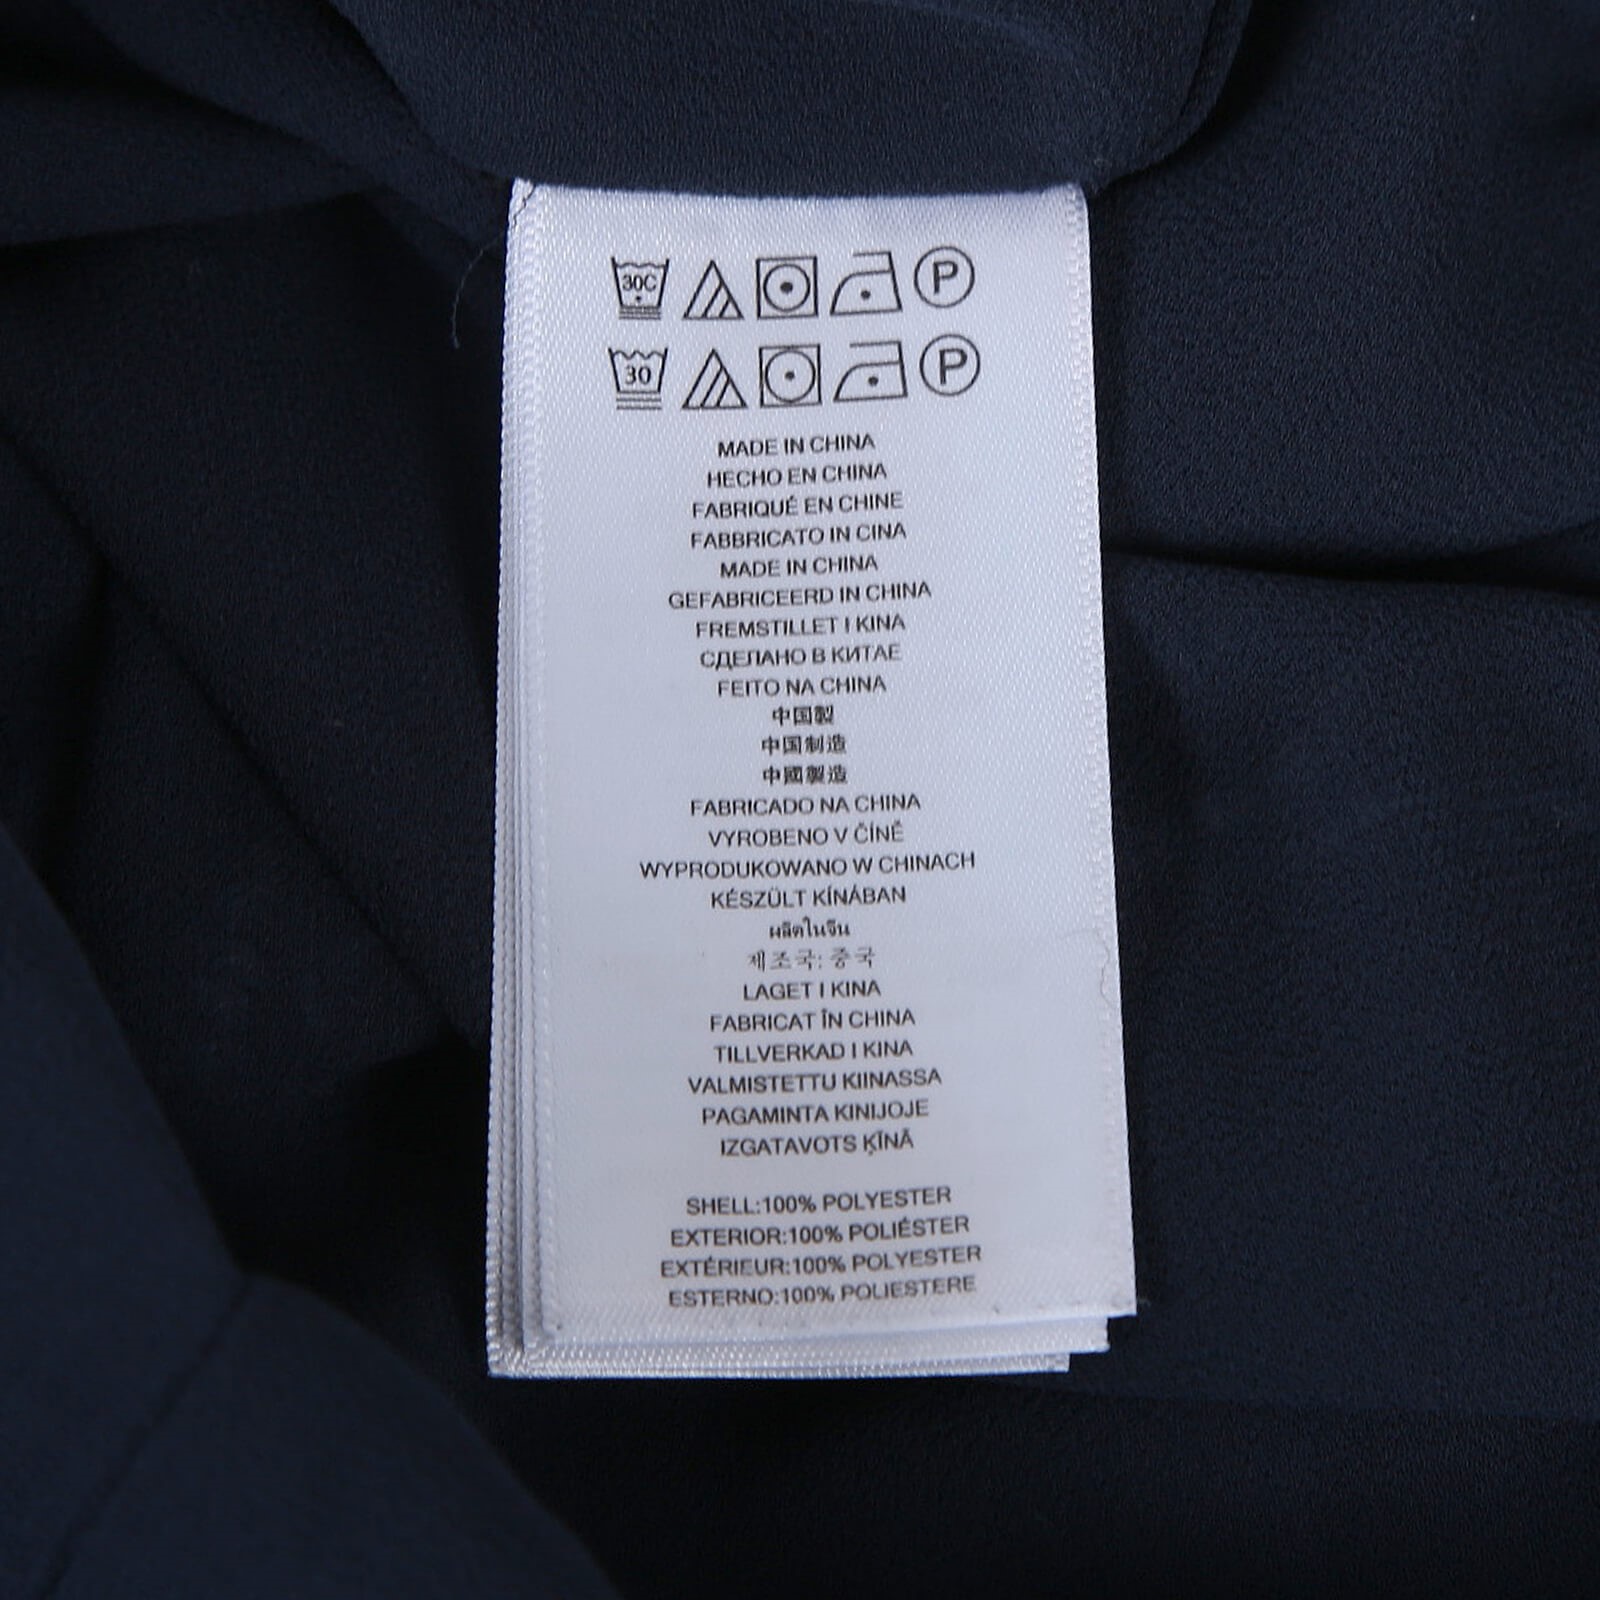 30C P
30 P
MADE IN CHINA
HECHO EN CHINA
FABRIQUÉ EN CHINE
FABBRICATO IN CINA
MADE IN CHINA
GEFABRICEERD IN CHINA
FREMSTILLET I KINA
СДЕЛАНО В КИТАЕ
FEITO NA CHINA
中国製
中国制造
中國製造
FABRICADO NA CHINA
VYROBENO V ČÍNĚ
WYPRODUKOWANO W CHINACH
KÉSZÜLT KÍNÁBAN
ผลิตในจีน
제조국: 중국
LAGET I KINA
FABRICAT ÎN CHINA
TILLVERKAD I KINA
VALMISTETTU KIINASSA
PAGAMINTA KINIJOJE
IZGATAVOTS ĶĪNĀ
SHELL:100% POLYESTER
EXTERIOR:100% POLIÉSTER
EXTÉRIEUR:100% POLYESTER
ESTERNO:100% POLIESTERE